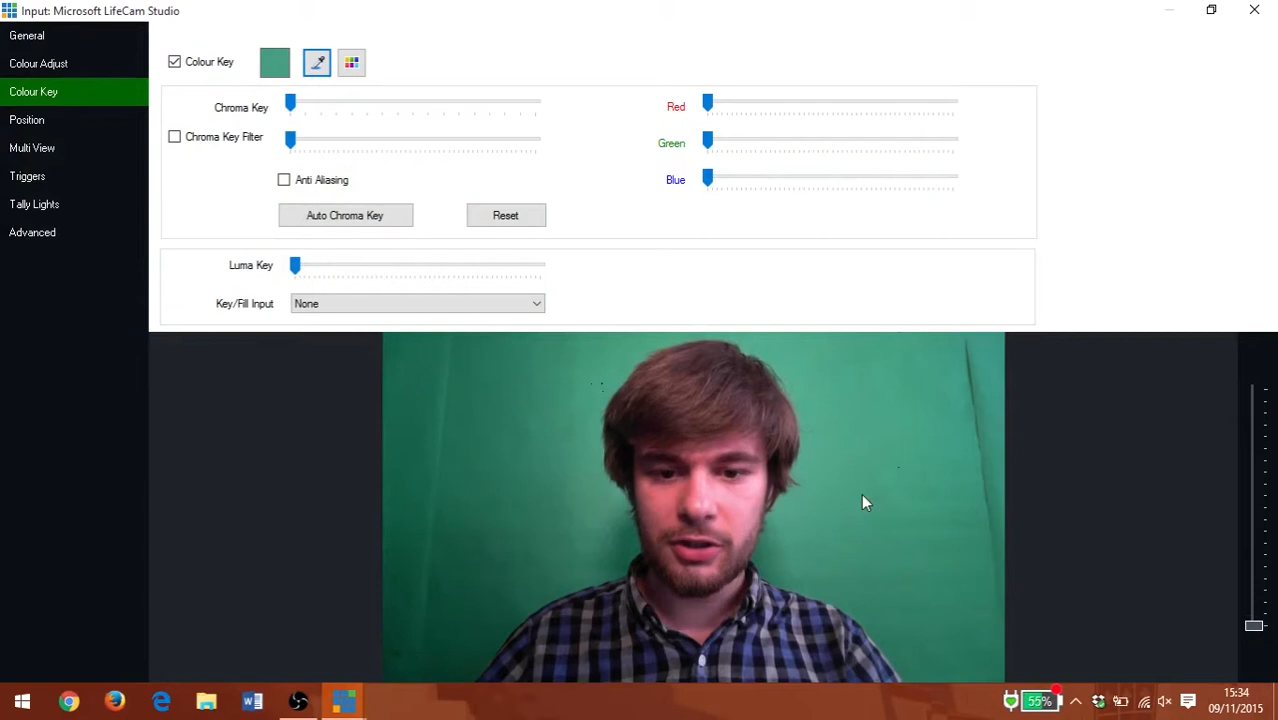 Input: Microsoft LifeCam Studio
General
Colour Adjust
Colour Key
Position
Multi View
Triggers
Tally Lights
Advanced
Colour Key
Chroma Key
Chroma Key Filter
Anti Aliasing
Auto Chroma Key Reset
Red
Green
Blue
Luma Key
Key/Fill Input None
55%
15:34
09/11/2015